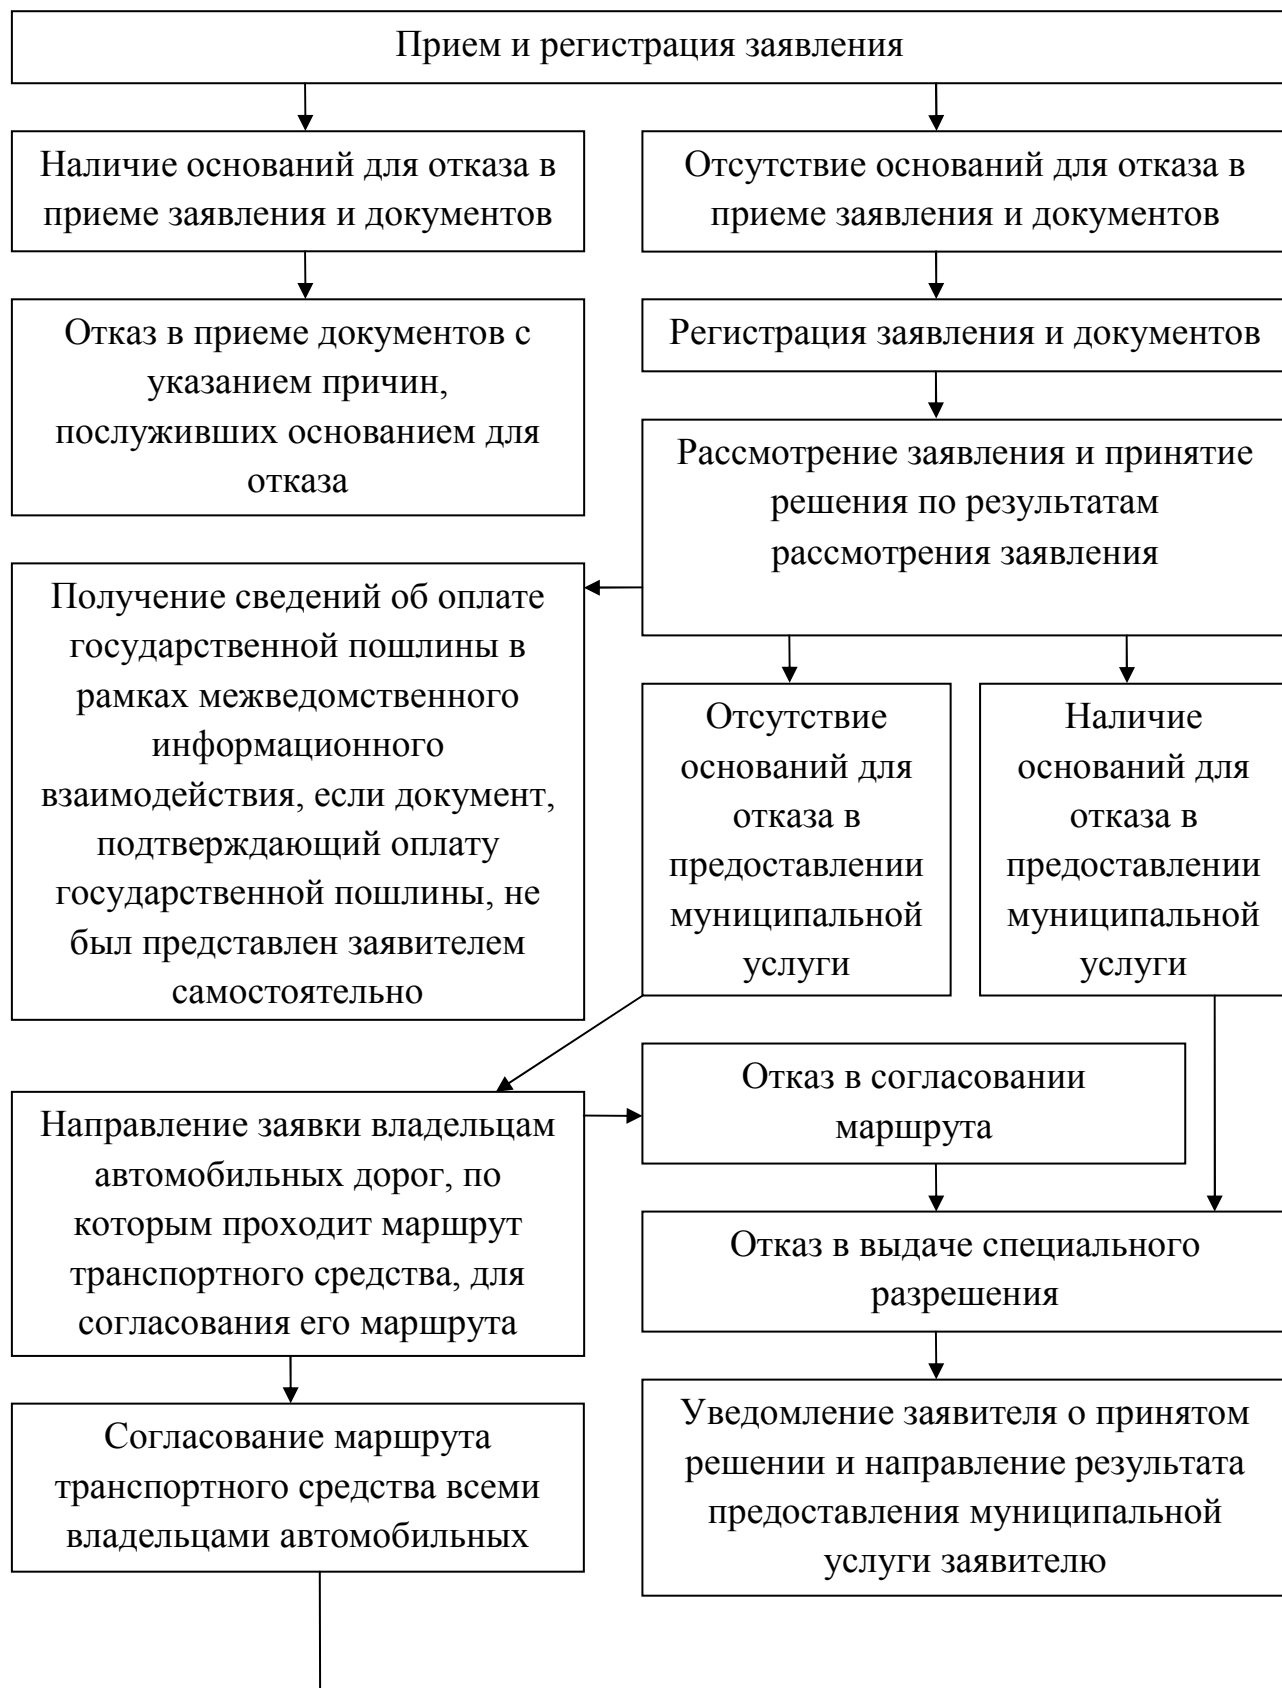 Прием и регистрация заявления
Наличие оснований для отказа в
приеме заявления и документов
Отсутствие оснований для отказа в
приеме заявления и документов
Отказ в приеме документов с
указанием причин,
послуживших основанием для
отказа
Регистрация заявления и документов
Рассмотрение заявления и принятие
решения по результатам
рассмотрения заявления
Получение сведений об оплате
государственной пошлины в
рамках межведомственного
информационного
взаимодействия, если документ,
подтверждающий оплату
государственной пошлины, не
был представлен заявителем
самостоятельно
Отсутствие
оснований для
отказа в
предоставлении
муниципальной
услуги
Наличие
оснований для
отказа в
предоставлении
муниципальной
услуги
Отказ в согласовании
маршрута
Направление заявки владельцам
автомобильных дорог, по
которым проходит маршрут
транспортного средства, для
согласования его маршрута
Отказ в выдаче специального
разрешения
Согласование маршрута
транспортного средства всеми
владельцами автомобильных
Уведомление заявителя о принятом
решении и направление результата
предоставления муниципальной
услуги заявителю